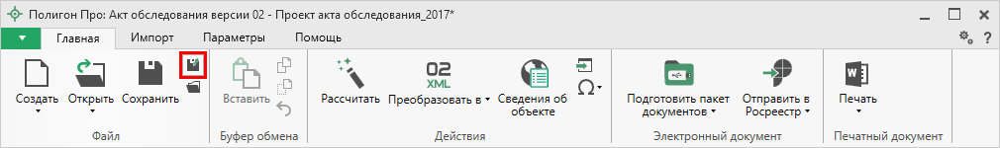 Полигон Про: Акт обследования версии 02 - Проект акта обследования_2017*
Главная Импорт Параметры Помощь ?
02
XML
W
Создать Открыть Сохранить Вставить Рассчитать Преобразовать в Сведения об объекте Ω Подготовить пакет документов Отправить в Росреестр Печать
Файл Буфер обмена Действия Электронный документ Печатный документ